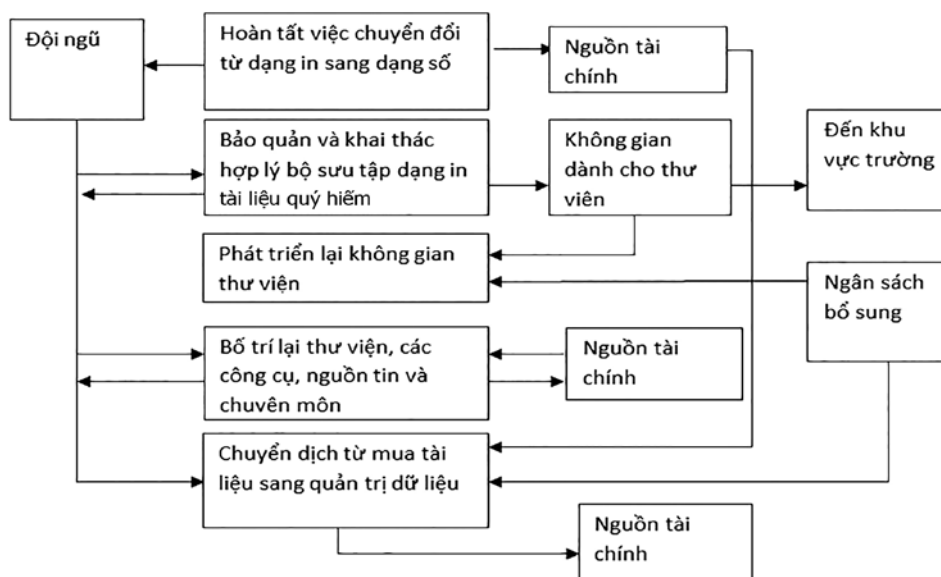 Đội ngũ
Hoàn tất việc chuyển đổi
từ dạng in sang dạng số
Nguồn tài
chính
Bảo quản và khai thác
hợp lý bộ sưu tập dạng in
tài liệu quý hiếm
Không gian
dành cho thư
viên
Đến khu
vực trường
Phát triển lại không gian
thư viện
Ngân sách
bổ sung
Bố trí lại thư viện, các
công cụ, nguồn tin và
chuyên môn
Nguồn tài
chính
Chuyển dịch từ mua tài
liệu sang quản trị dữ liệu
Nguồn tài
chính